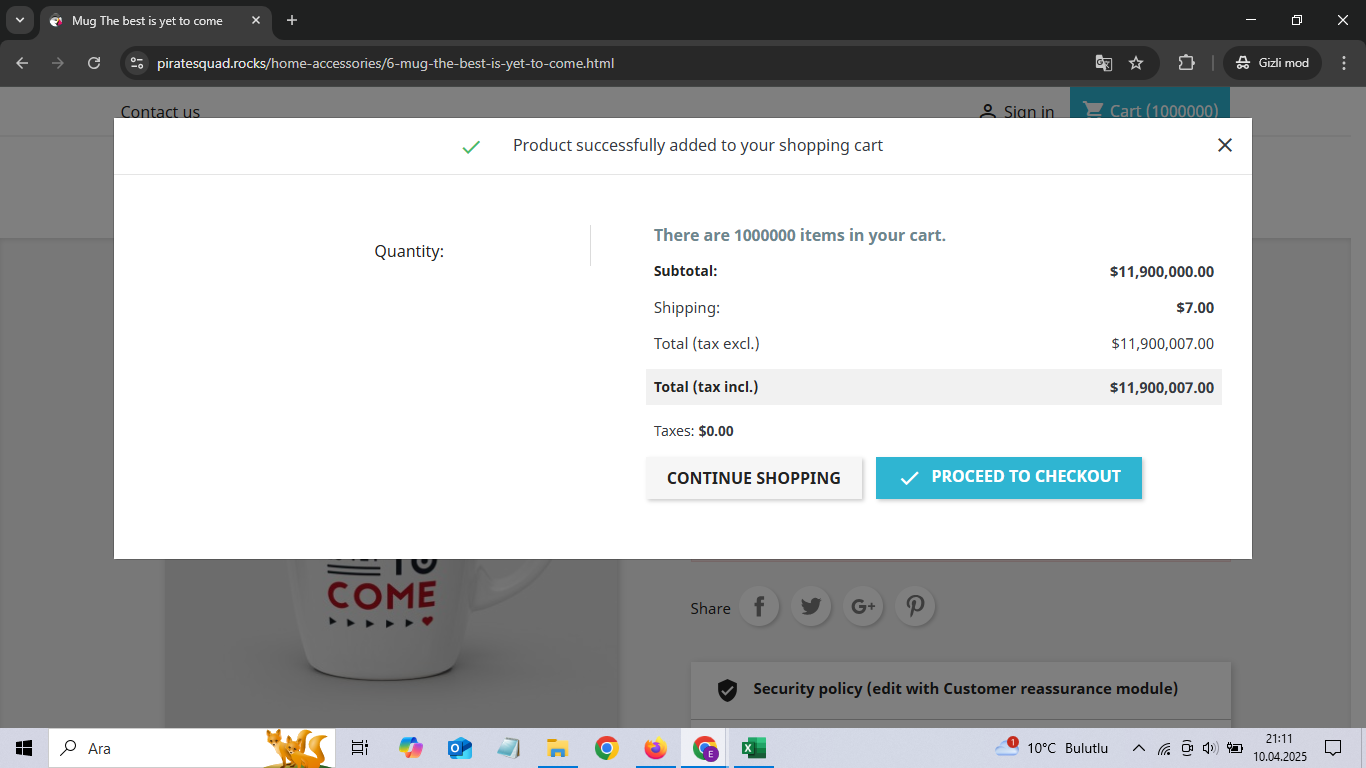 Mug The best is yet to come
piratesquad.rocks/home-accessories/6-mug-the-best-is-yet-to-come.html
Gizli mod
Contact us
Sign in
Cart (1000000)
Product successfully added to your shopping cart
Quantity:
There are 1000000 items in your cart.
Subtotal: $11,900,000.00
Shipping: $7.00
Total (tax excl.) $11,900,007.00
Total (tax incl.) $11,900,007.00
Taxes: $0.00
CONTINUE SHOPPING
PROCEED TO CHECKOUT
TO
COME
Share
G+
Security policy (edit with Customer reassurance module)
Ara
E
1
10°C Bulutlu
21:11
10.04.2025